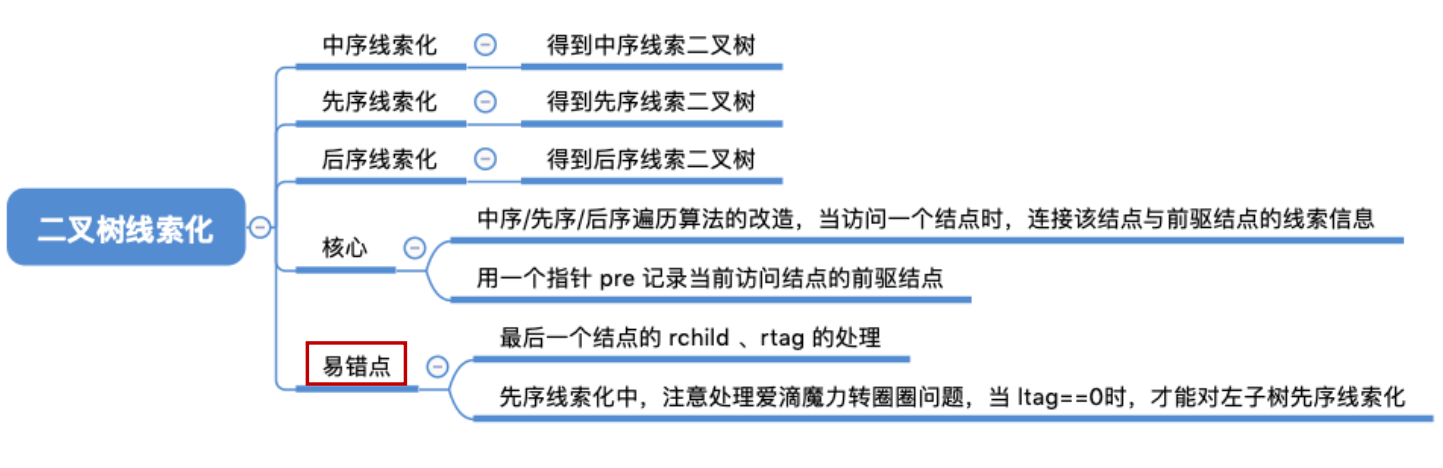 中序线索化
得到中序线索二叉树
先序线索化
得到先序线索二叉树
后序线索化
得到后序线索二叉树
二叉树线索化
核心
中序/先序/后序遍历算法的改造，当访问一个结点时，连接该结点与前驱结点的线索信息
用一个指针 pre 记录当前访问结点的前驱结点
易错点
最后一个结点的 rchild 、rtag 的处理
先序线索化中，注意处理爱滴魔力转圈圈问题，当 ltag==0时，才能对左子树先序线索化